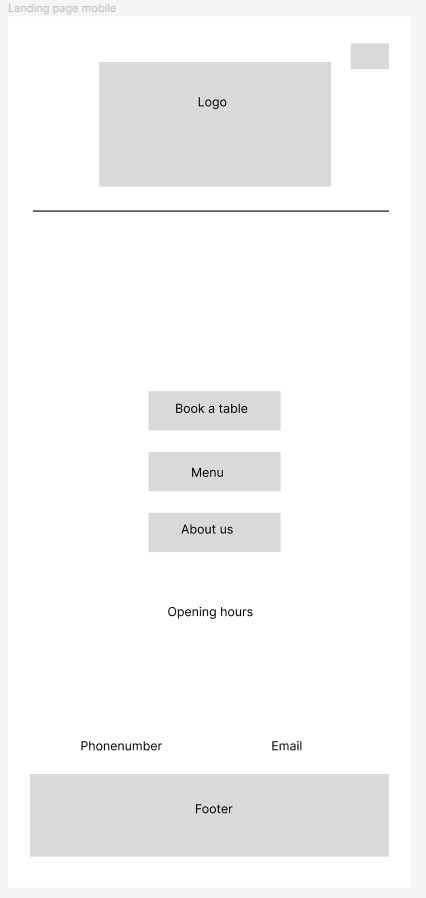 Landing page mobile
Logo
Book a table
Menu
About us
Opening hours
Phonenumber Email
Footer